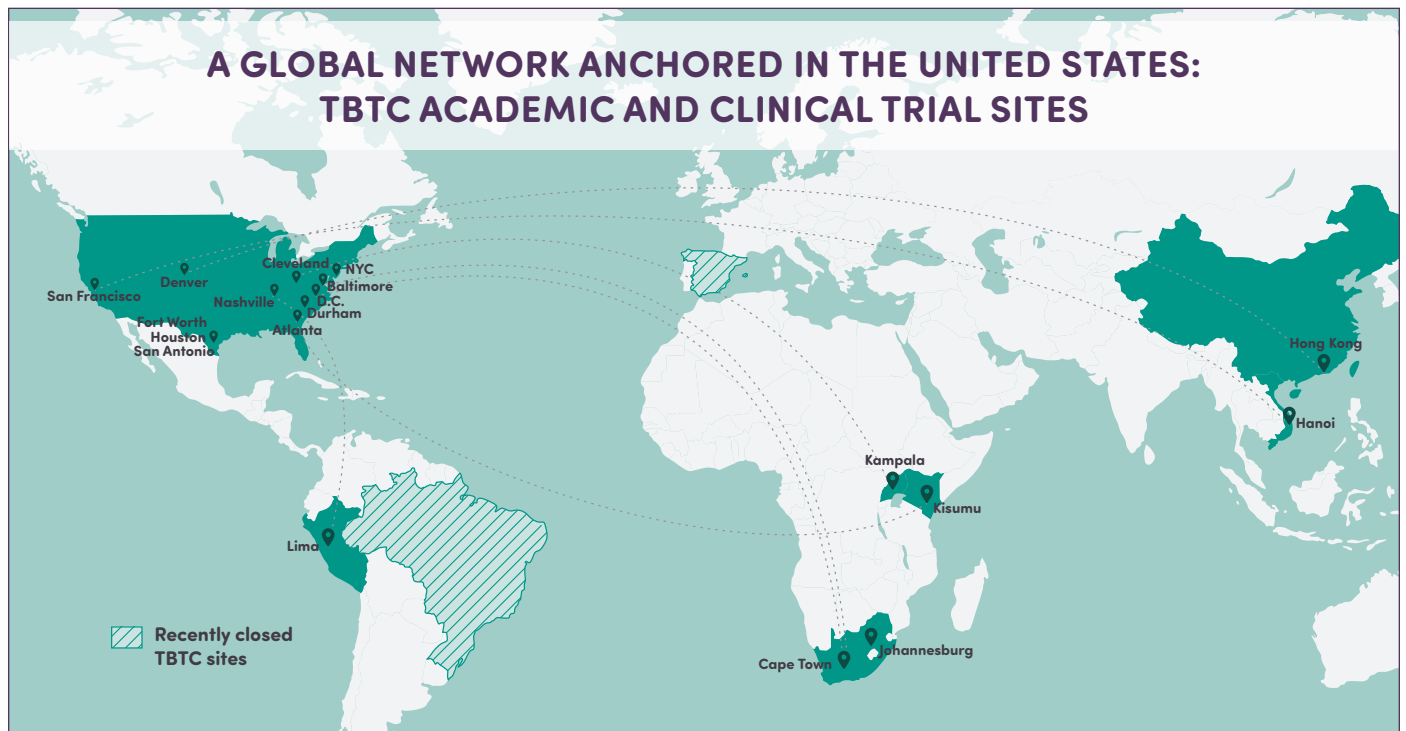 A GLOBAL NETWORK ANCHORED IN THE UNITED STATES:
TBTC ACADEMIC AND CLINICAL TRIAL SITES
Cleveland
NYC
Denver
Baltimore
San Francisco
Nashville
D.C.
Durham
Fort Worth
Houston
San Antonio
Atlanta
Hong Kong
Hanoi
Kampala
Kisumu
Lima
Johannesburg
Cape Town
Recently closed
TBTC sites